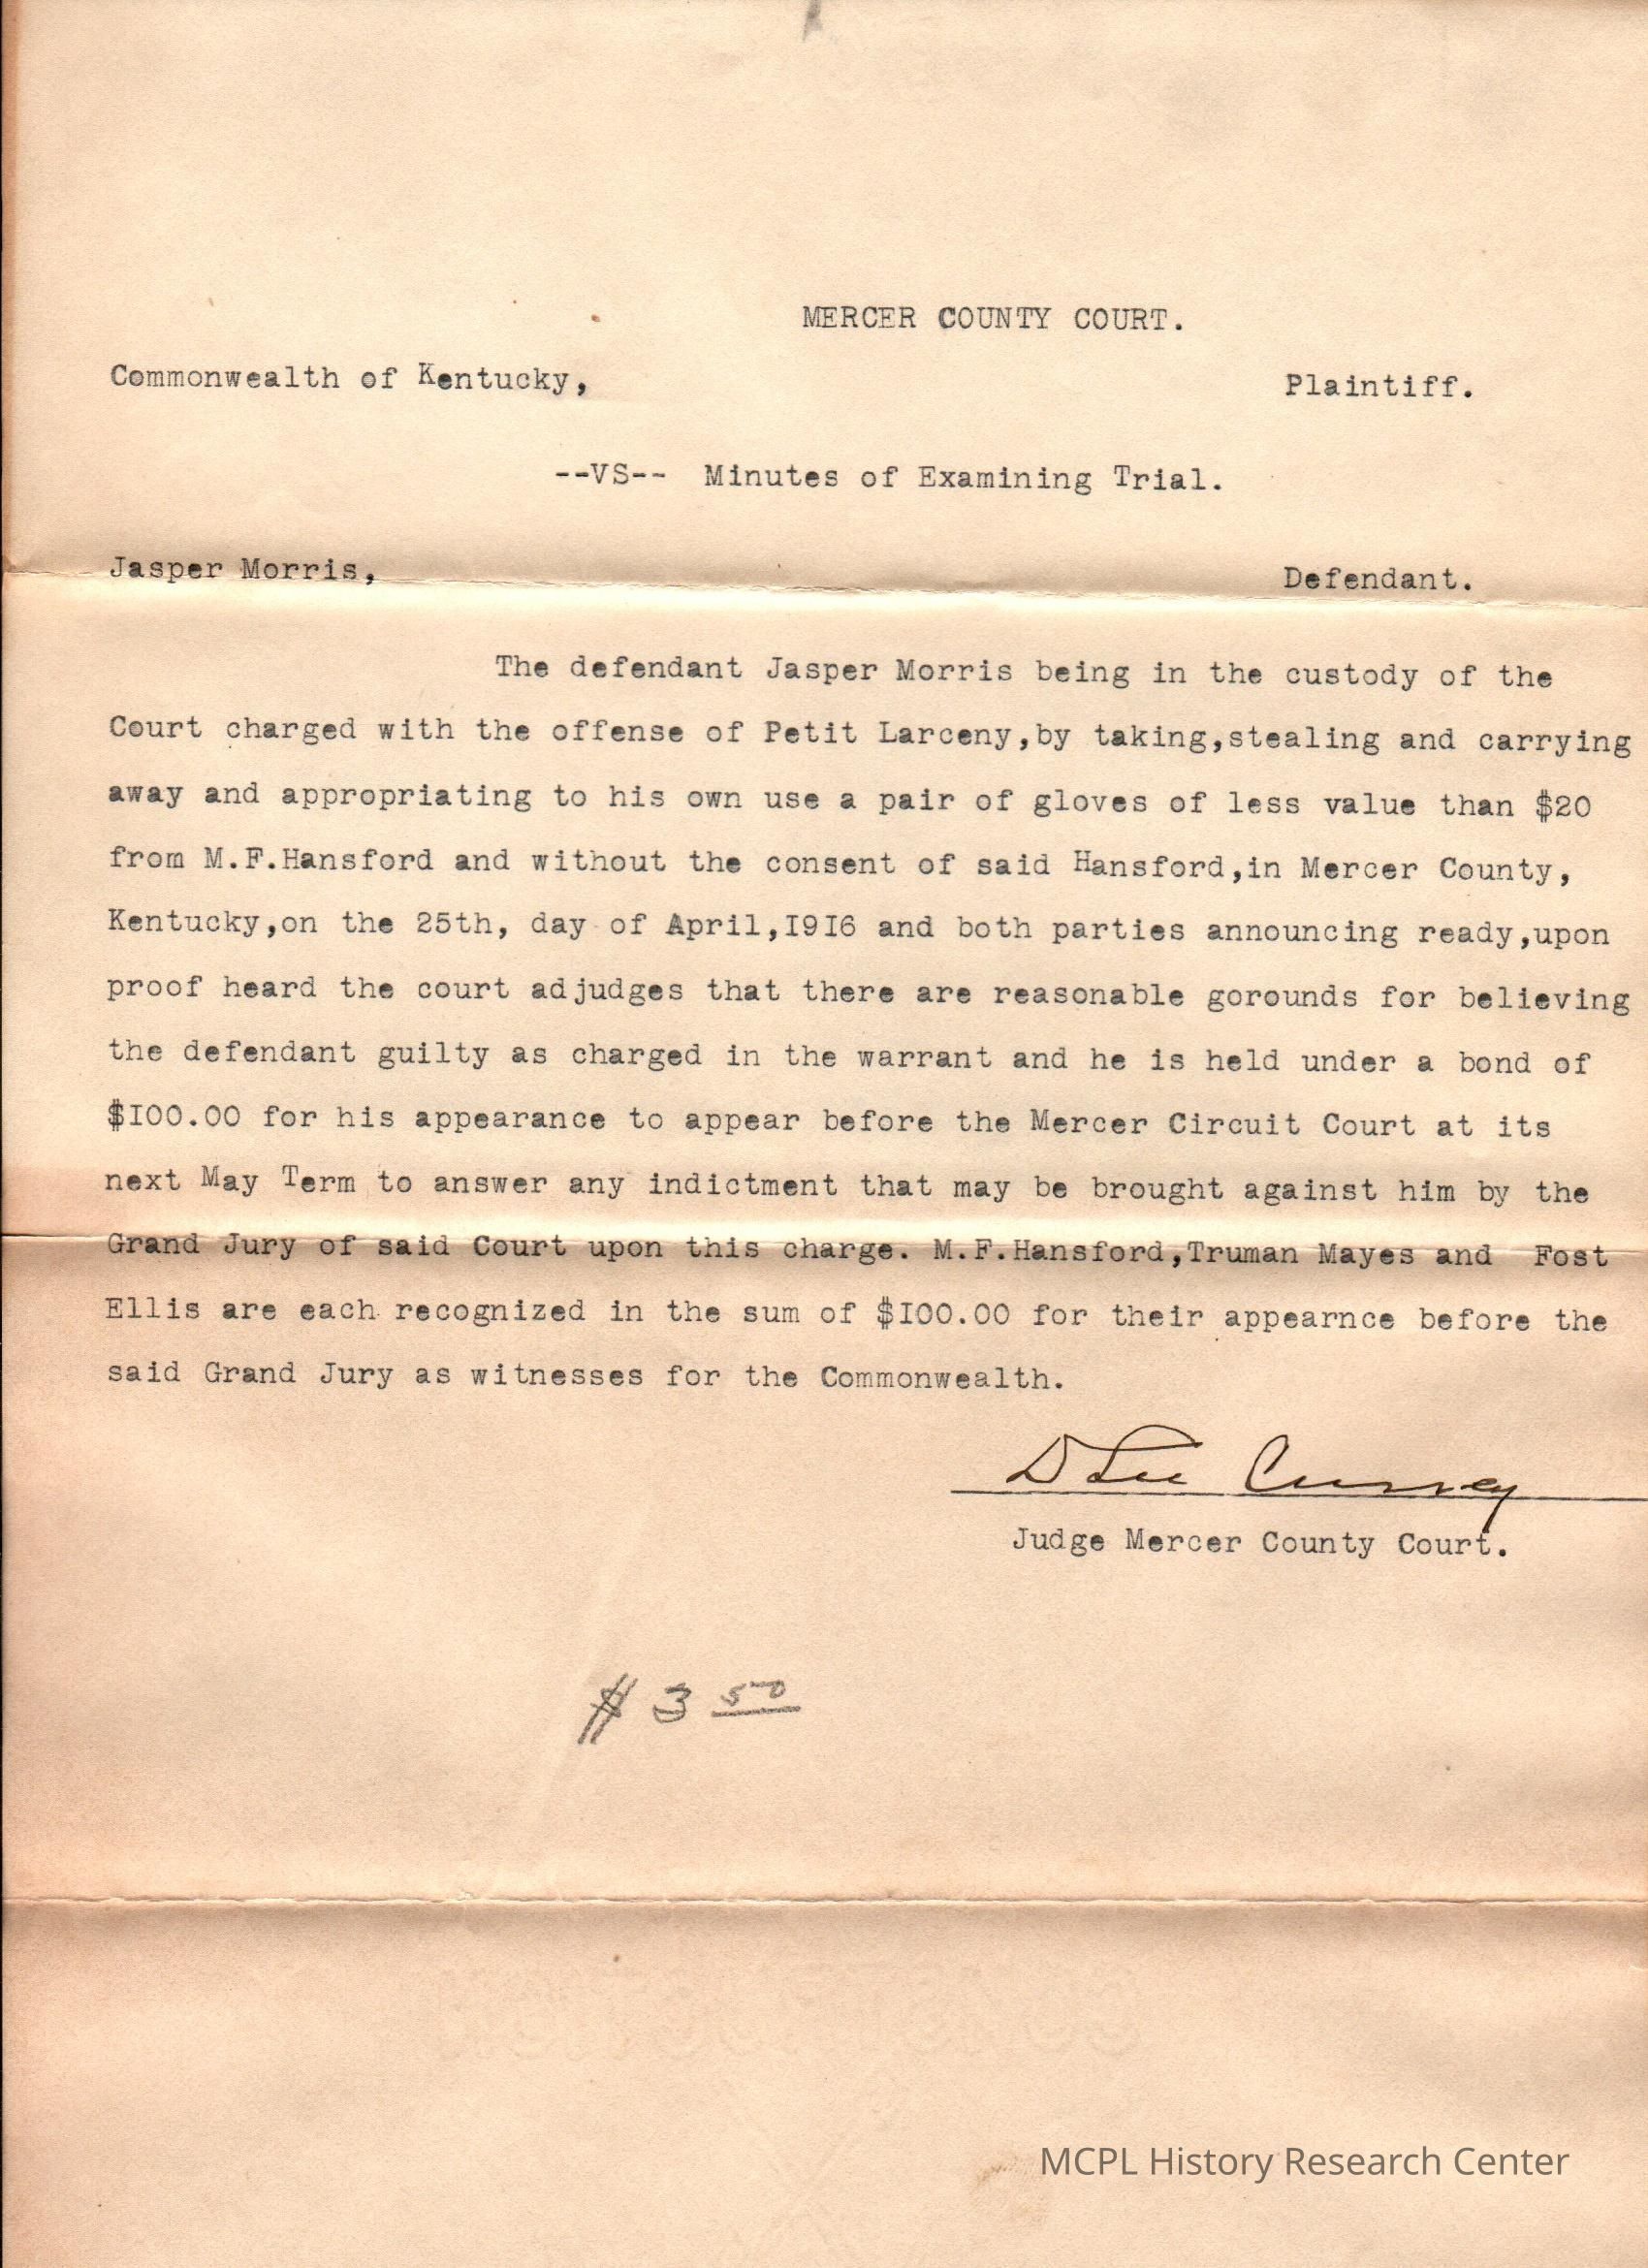 MERCER COUNTY COURT.
Commonwealth of Kentucky, Plaintiff.
--VS-- Minutes of Examining Trial.
Jasper Morris, Defendant.
The defendant Jasper Morris being in the custody of the
Court charged with the offense of Petit Larceny,by taking,stealing and carrying
away and appropriating to his own use a pair of gloves of less value than $20
from M.F.Hansford and without the consent of said Hansford,in Mercer County,
Kentucky,on the 25th, day of April,I9I6 and both parties announcing ready,upon
proof heard the court adjudges that there are reasonable gorounds for believing
the defendant guilty as charged in the warrant and he is held under a bond of
$I00.00 for his appearance to appear before the Mercer Circuit Court at its
next May Term to answer any indictment that may be brought against him by the
Grand Jury of said Court upon this charge. M.F.Hansford,Truman Mayes and Fost
Ellis are each recognized in the sum of $I00.00 for their appearnce before the
said Grand Jury as witnesses for the Commonwealth.
D Lee Currey
Judge Mercer County Court.
$ 3 50
MCPL History Research Center